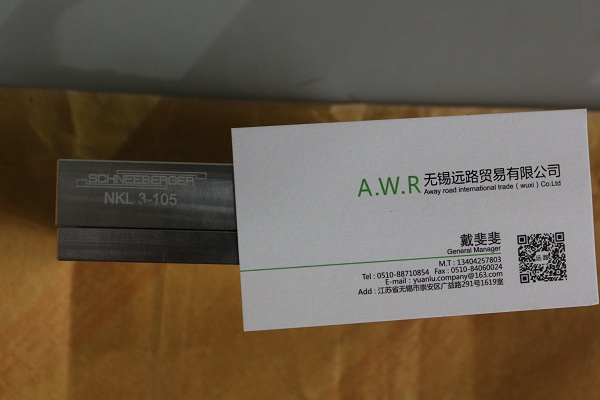 SCHNEEBERGER
NKL 3-105
A.W.R 无锡远路贸易有限公司
Away road international trade ( wuxi ) Co.Ltd
戴斐斐
General Manager
M.T : 13404257803
Tel : 0510-88710854 Fax : 0510-84060024
E-mail : yuanlu.company@163.com
Add : 江苏省无锡市崇安区广益路291号1619室